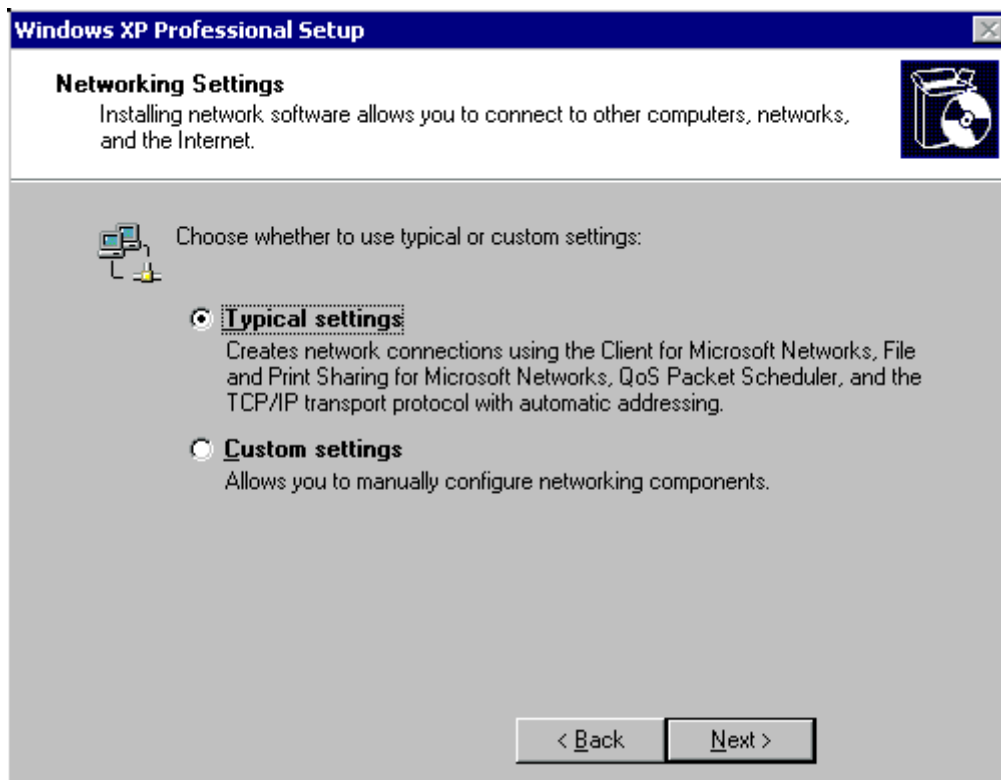 Windows XP Professional Setup
Networking Settings
Installing network software allows you to connect to other computers, networks,
and the Internet.
Choose whether to use typical or custom settings:
Typical settings
Creates network connections using the Client for Microsoft Networks, File
and Print Sharing for Microsoft Networks, QoS Packet Scheduler, and the
TCP/IP transport protocol with automatic addressing.
Custom settings
Allows you to manually configure networking components.
< Back
Next >